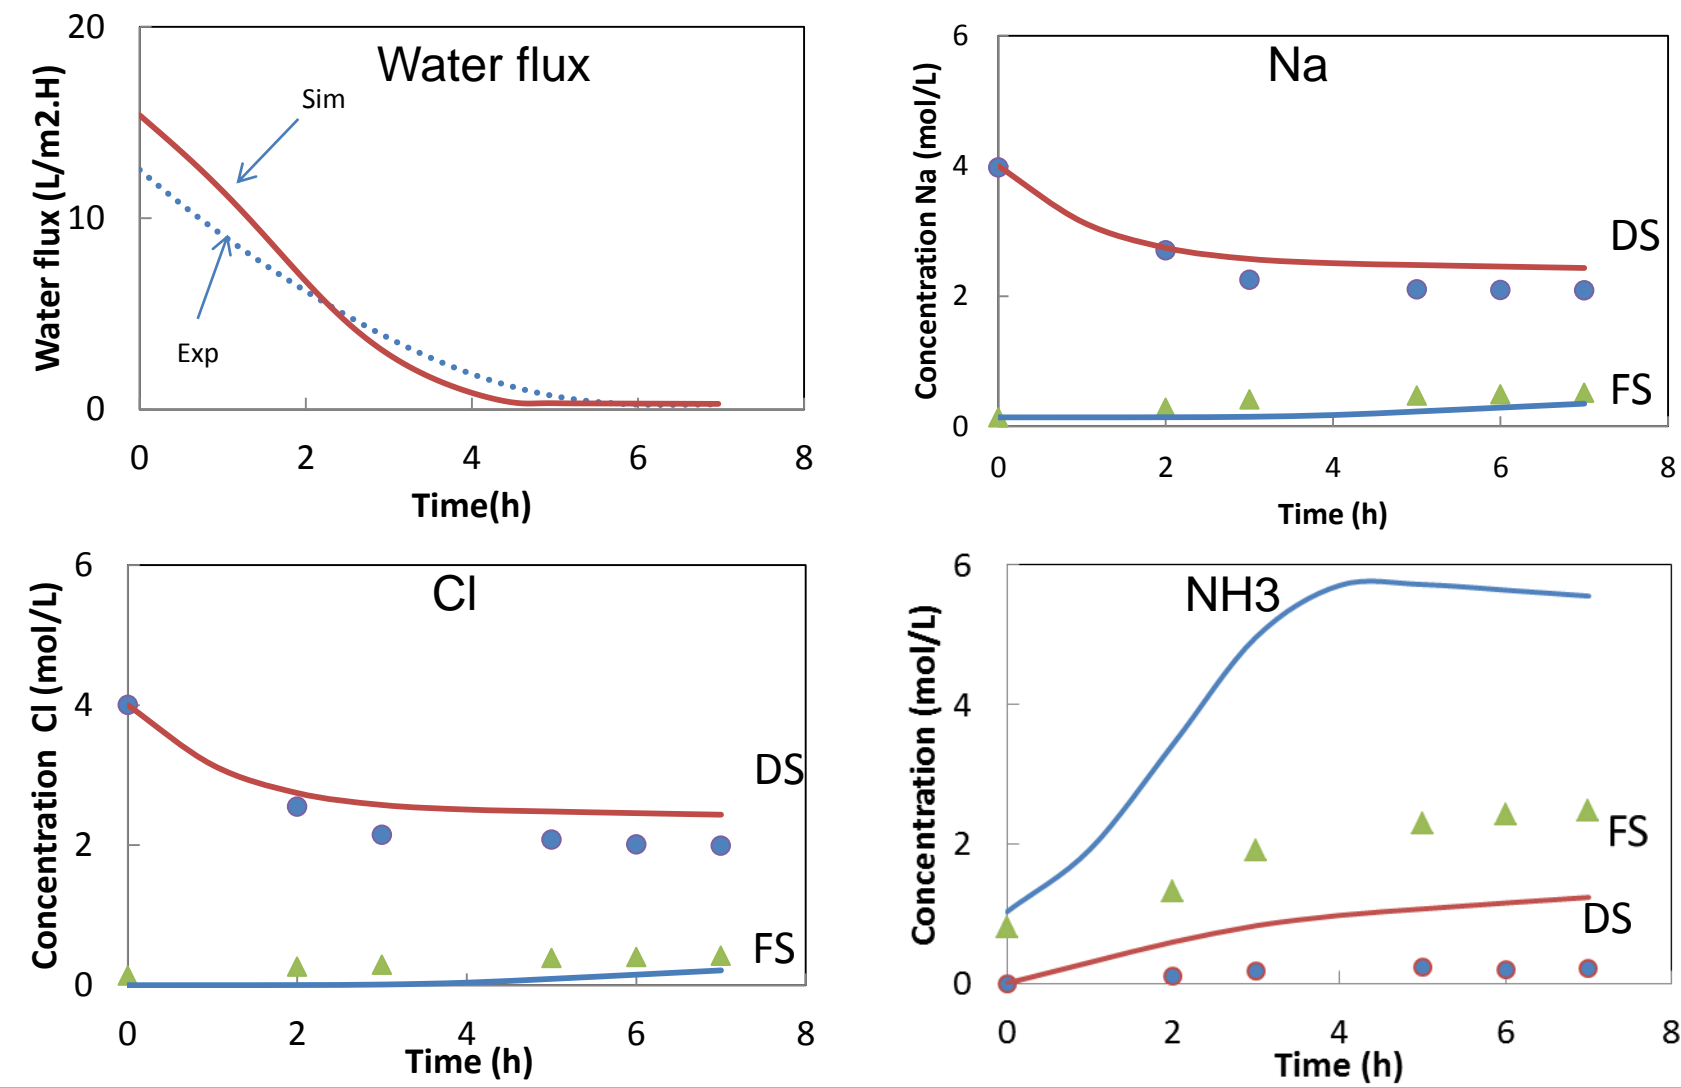 Water flux
Water flux (L/m2.H)
20
10
0
Sim
Exp
0 2 4 6 8
Time(h)
Na
Concentration Na (mol/L)
6
4
2
0
DS
FS
0 2 4 6 8
Time (h)
Cl
Concentration Cl (mol/L)
6
4
2
0
DS
FS
0 2 4 6 8
Time (h)
NH3
Concentration (mol/L)
6
4
2
0
FS
DS
0 2 4 6 8
Time (h)